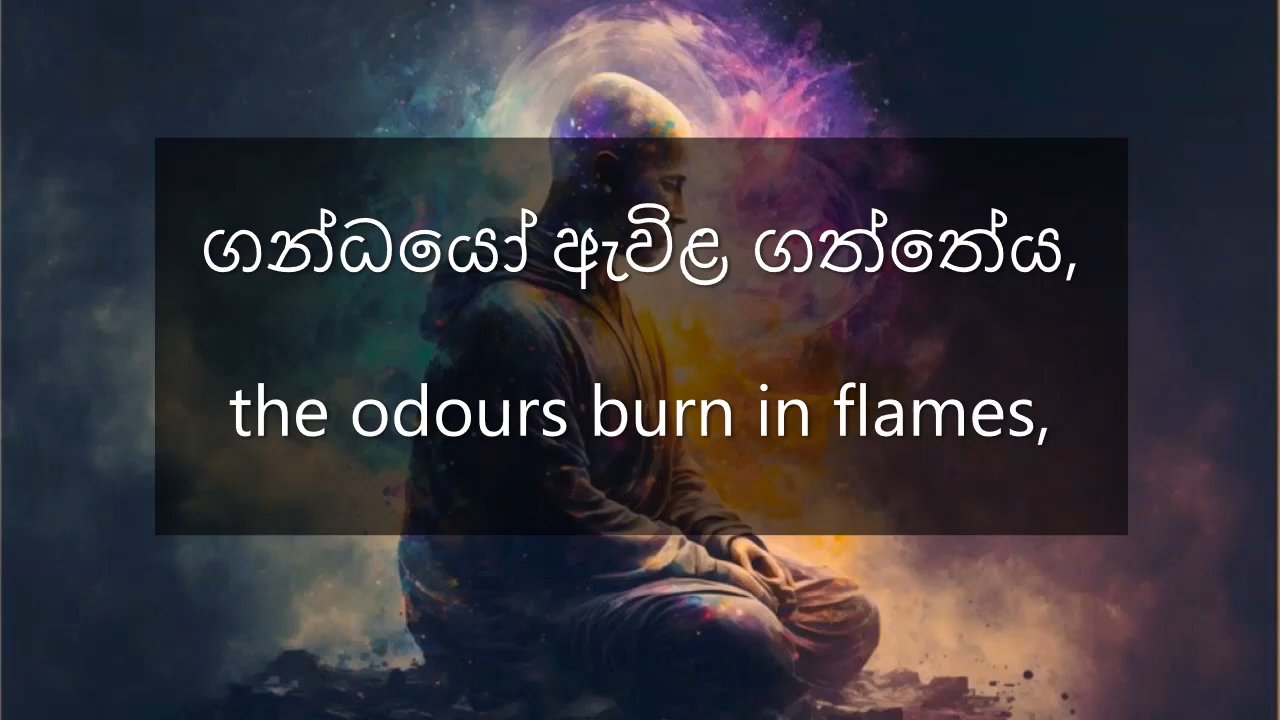 ගන්ධයෝ ඇවිළ ගත්තේය,
the odours burn in flames,